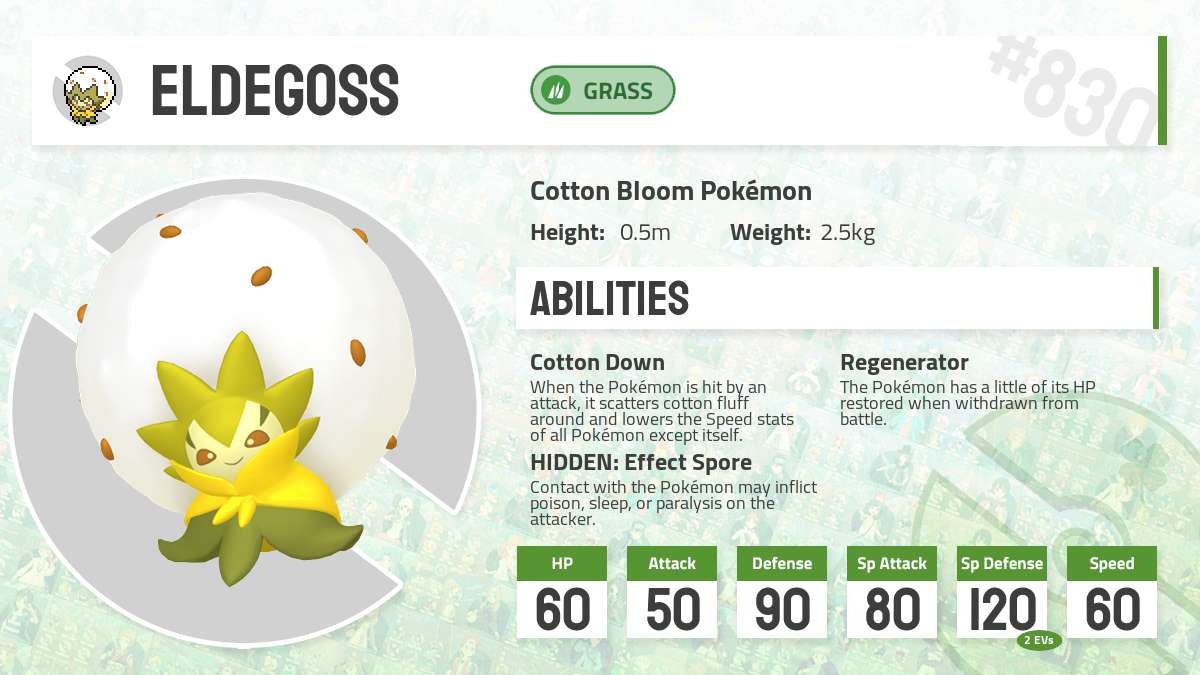 ELDEGOSS
GRASS
#830
Cotton Bloom Pokémon
Height: 0.5m Weight: 2.5kg
ABILITIES
Cotton Down
When the Pokémon is hit by an
attack, it scatters cotton fluff
around and lowers the Speed stats
of all Pokémon except itself.
Regenerator
The Pokémon has a little of its HP
restored when withdrawn from
battle.
HIDDEN: Effect Spore
Contact with the Pokémon may inflict
poison, sleep, or paralysis on the
attacker.
HP Attack Defense Sp Attack Sp Defense Speed
60 50 90 80 120 60
2 EVs